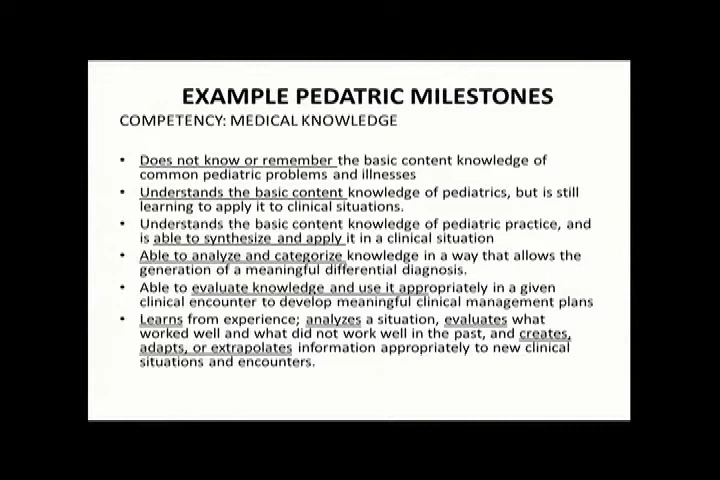 EXAMPLE PEDATRIC MILESTONES
COMPETENCY: MEDICAL KNOWLEDGE
• Does not know or remember the basic content knowledge of
common pediatric problems and illnesses
• Understands the basic content knowledge of pediatrics, but is still
learning to apply it to clinical situations.
• Understands the basic content knowledge of pediatric practice, and
is able to synthesize and apply it in a clinical situation
• Able to analyze and categorize knowledge in a way that allows the
generation of a meaningful differential diagnosis.
• Able to evaluate knowledge and use it appropriately in a given
clinical encounter to develop meaningful clinical management plans
• Learns from experience; analyzes a situation, evaluates what
worked well and what did not work well in the past, and creates,
adapts, or extrapolates information appropriately to new clinical
situations and encounters.